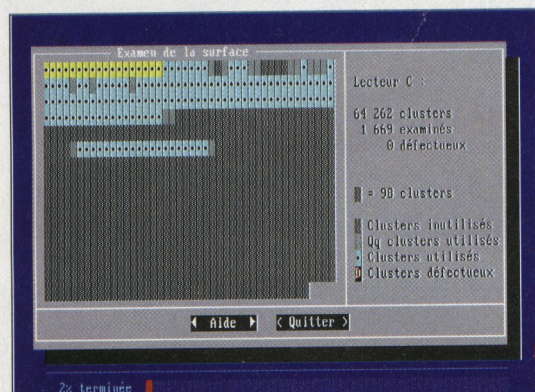 Examen de la surface
Lecteur C :
64 262 clusters
1 669 examinés
0 défectueux
= 98 clusters
Clusters inutilisés
Qq clusters utilisés
Clusters utilisés
D Clusters défectueux
◄ Aide ►
< Quitter >
2% terminée